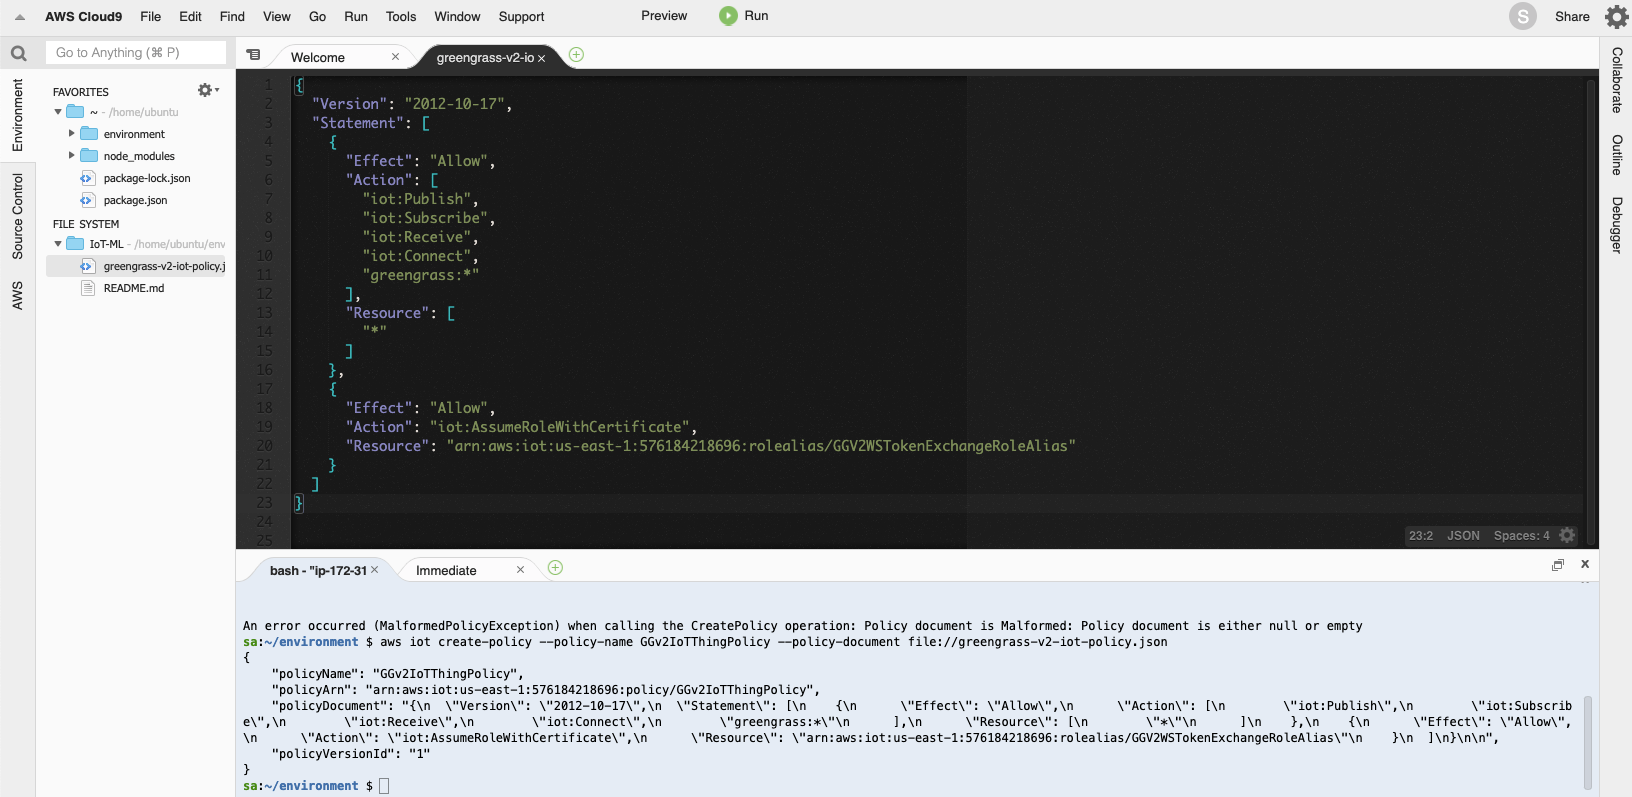 AWS Cloud9 File Edit Find View Go Run Tools Window Support Preview Run S Share
Go to Anything (⌘ P)
Welcome
greengrass-v2-io
Environment
Source Control
AWS
FAVORITES
~ - /home/ubuntu
environment
node_modules
package-lock.json
package.json
FILE SYSTEM
IoT-ML - /home/ubuntu/env
greengrass-v2-iot-policy.j
README.md
1 {
2 "Version": "2012-10-17",
3 "Statement": [
4 {
5 "Effect": "Allow",
6 "Action": [
7 "iot:Publish",
8 "iot:Subscribe",
9 "iot:Receive",
10 "iot:Connect",
11 "greengrass:*"
12 ],
13 "Resource": [
14 "*"
15 ]
16 },
17 {
18 "Effect": "Allow",
19 "Action": "iot:AssumeRoleWithCertificate",
20 "Resource": "arn:aws:iot:us-east-1:576184218696:rolealias/GGV2WSTokenExchangeRoleAlias"
21 }
22 ]
23 }
24
25
23:2 JSON Spaces: 4
Collaborate
Outline
Debugger
bash - "ip-172-31
Immediate
An error occurred (MalformedPolicyException) when calling the CreatePolicy operation: Policy document is Malformed: Policy document is either null or empty
sa:~/environment $ aws iot create-policy --policy-name GGv2IoTThingPolicy --policy-document file://greengrass-v2-iot-policy.json
{
"policyName": "GGv2IoTThingPolicy",
"policyArn": "arn:aws:iot:us-east-1:576184218696:policy/GGv2IoTThingPolicy",
"policyDocument": "{\n  \"Version\": \"2012-10-17\",\n  \"Statement\": [\n    {\n      \"Effect\": \"Allow\",\n      \"Action\": [\n        \"iot:Publish\",\n        \"iot:Subscrib
e\",\n        \"iot:Receive\",\n        \"iot:Connect\",\n        \"greengrass:*\"\n      ],\n      \"Resource\": [\n        \"*\"\n      ]\n    },\n    {\n      \"Effect\": \"Allow\",
\n      \"Action\": \"iot:AssumeRoleWithCertificate\",\n      \"Resource\": \"arn:aws:iot:us-east-1:576184218696:rolealias/GGV2WSTokenExchangeRoleAlias\"\n    }\n  ]\n}\n\n",
"policyVersionId": "1"
}
sa:~/environment $